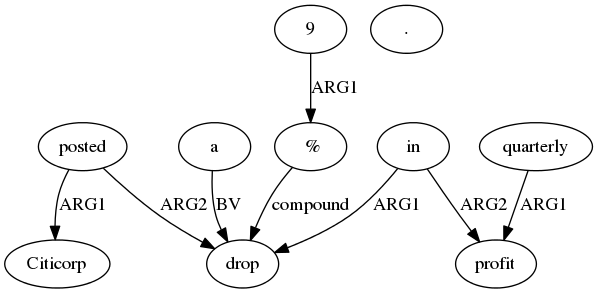 9 .
ARG1
posted a % in quarterly
ARG1 ARG2 BV compound ARG1 ARG2 ARG1
Citicorp drop profit